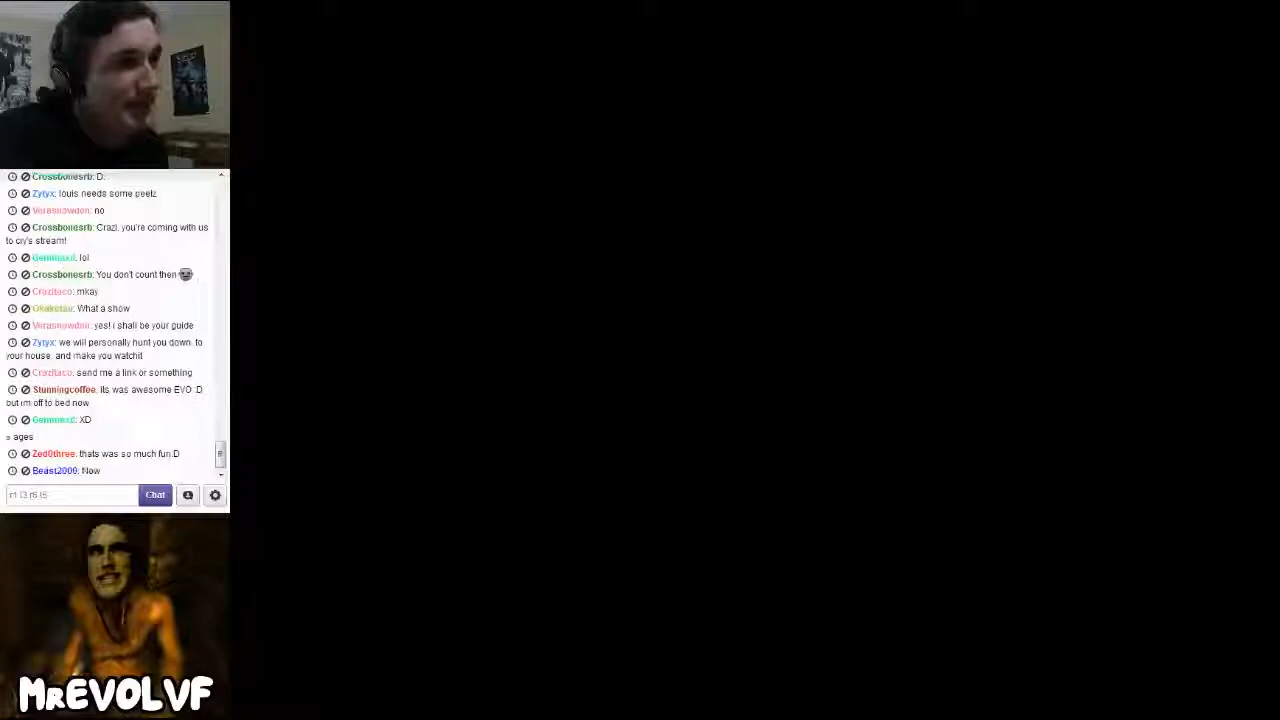 Crossbonesrb: D:
Zytyx: louis needs some peelz
Verasnowdon: no
Crossbonesrb: Crazi, you're coming with us
to cry's stream!
lol
Crossbonesrb: You don't count then
Crazitaco: mkay
What a show
Verasnowdon: yes! i shall be your guide
Zytyx: we will personally hunt you down, to
your house, and make you watchit
Crazitaco: send me a link or something
Stunningcoffee: its was awesome EVO :D
but im off to bed now
XD
ages
Zed0three: thats was so much fun:D
Beast2000: Now
Chat
MrEVOLVF